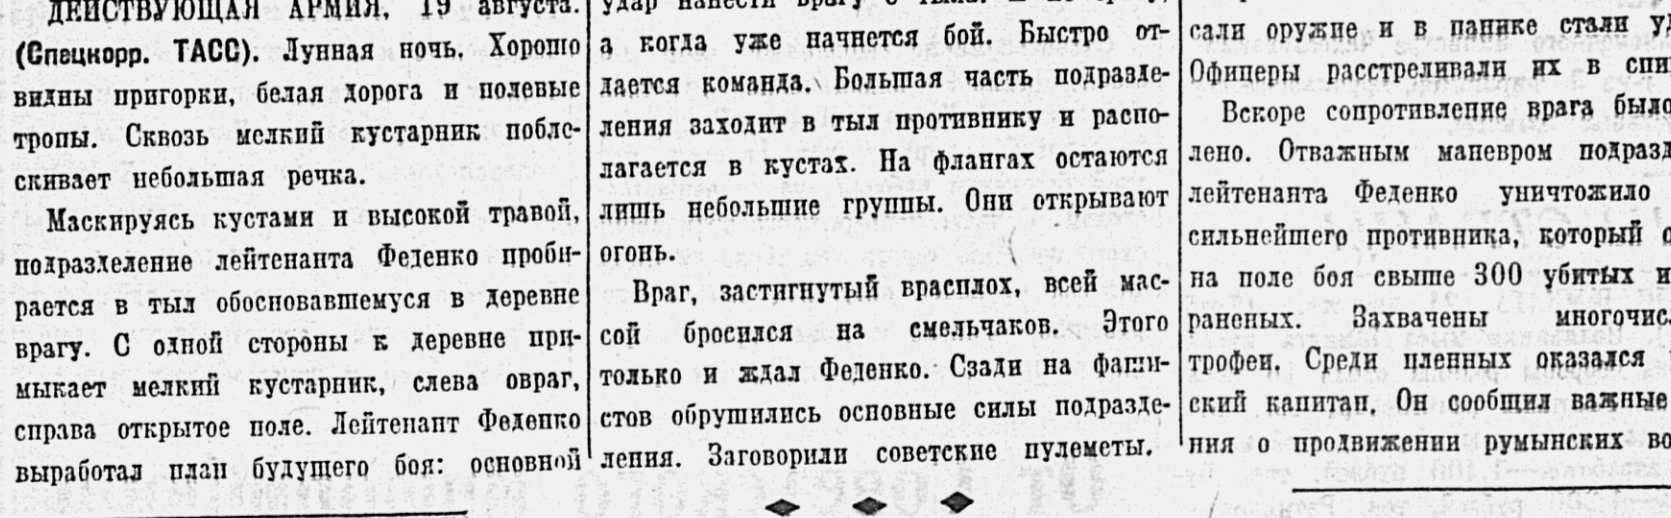 ДЕЙСТВУЮЩАЯ АРМИЯ, 19 августа.
(Спецкорр. ТАСС). Лунная ночь. Хорошо
видны пригорки, белая дорога и полевые
тропы. Сквозь мелкий кустарник побле-
скивает небольшая речка.
Маскируясь кустами и высокой травой,
подразделение лейтенанта Феденко проби-
рается в тыл обосновавшемуся в деревне
врагу. С одной стороны к деревне при-
мыкает мелкий кустарник, слева овраг,
справа открытое поле. Лейтенант Феденко
выработал план будущего боя: основной
удар нанести врагу с тыла.
а когда уже начнется бой. Быстро от-
дается команда. Большая часть подразде-
ления заходит в тыл противнику и распо-
лагается в кустах. На флангах остаются
лишь небольшие группы. Они открывают
огонь.
Враг, застигнутый врасплох, всей мас-
сой бросился на смельчаков. Этого
только и ждал Феденко. Сзади на фаши-
стов обрушились основные силы подразде-
ления. Заговорили советские пулеметы.
сали оружие и в панике стали
Офицеры расстреливали их в
Вскоре сопротивление врага было
лено. Отважным маневром
лейтенанта Феденко уничтожило
сильнейшего противника, который
на поле боя свыше 300 убитых и
раненых. Захвачены
трофеи. Среди пленных оказался
ский капитан. Он сообщил важные
ния о продвижении румынских